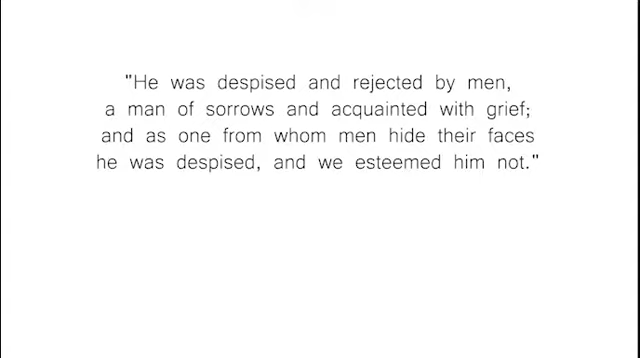 "He was despised and rejected by men,
a man of sorrows and acquainted with grief;
and as one from whom men hide their faces
he was despised, and we esteemed him not."